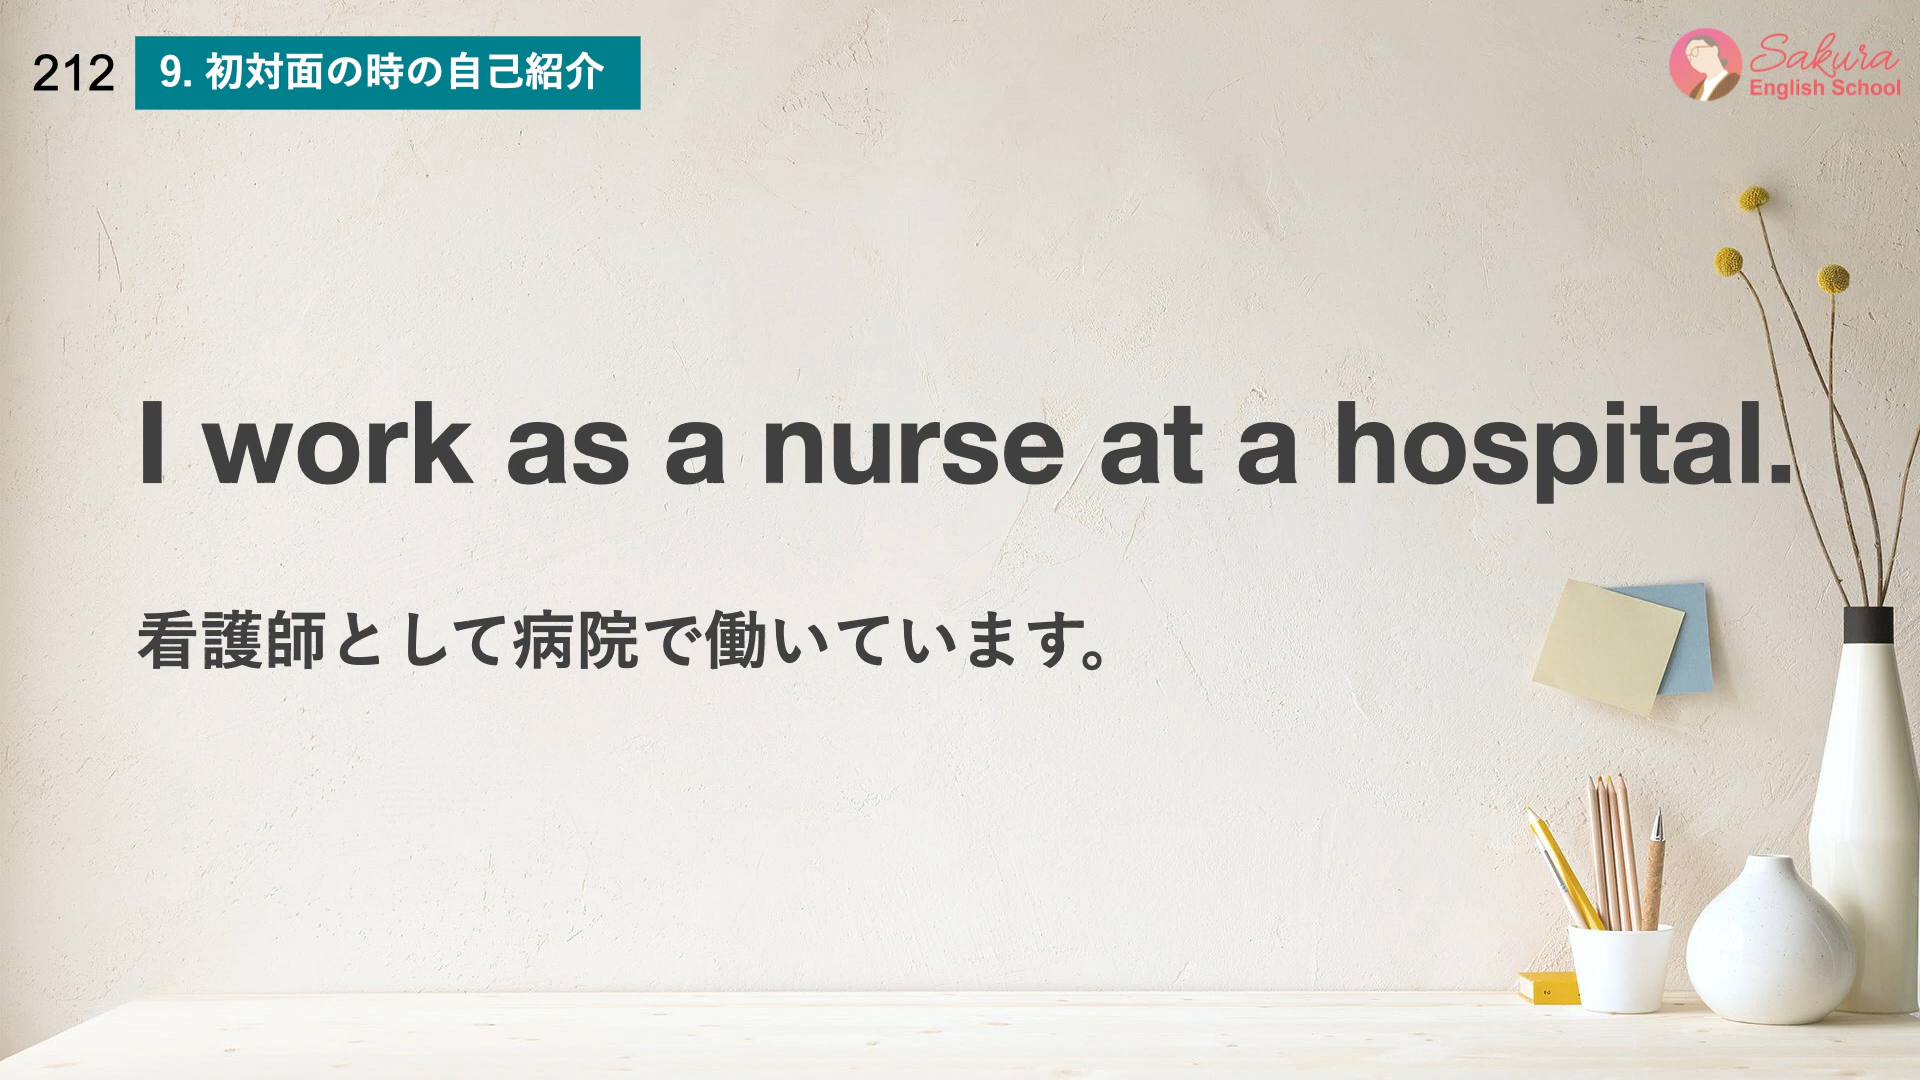 212
9. 初対面の時の自己紹介
Sakura
English School
I work as a nurse at a hospital.
看護師として病院で働いています。